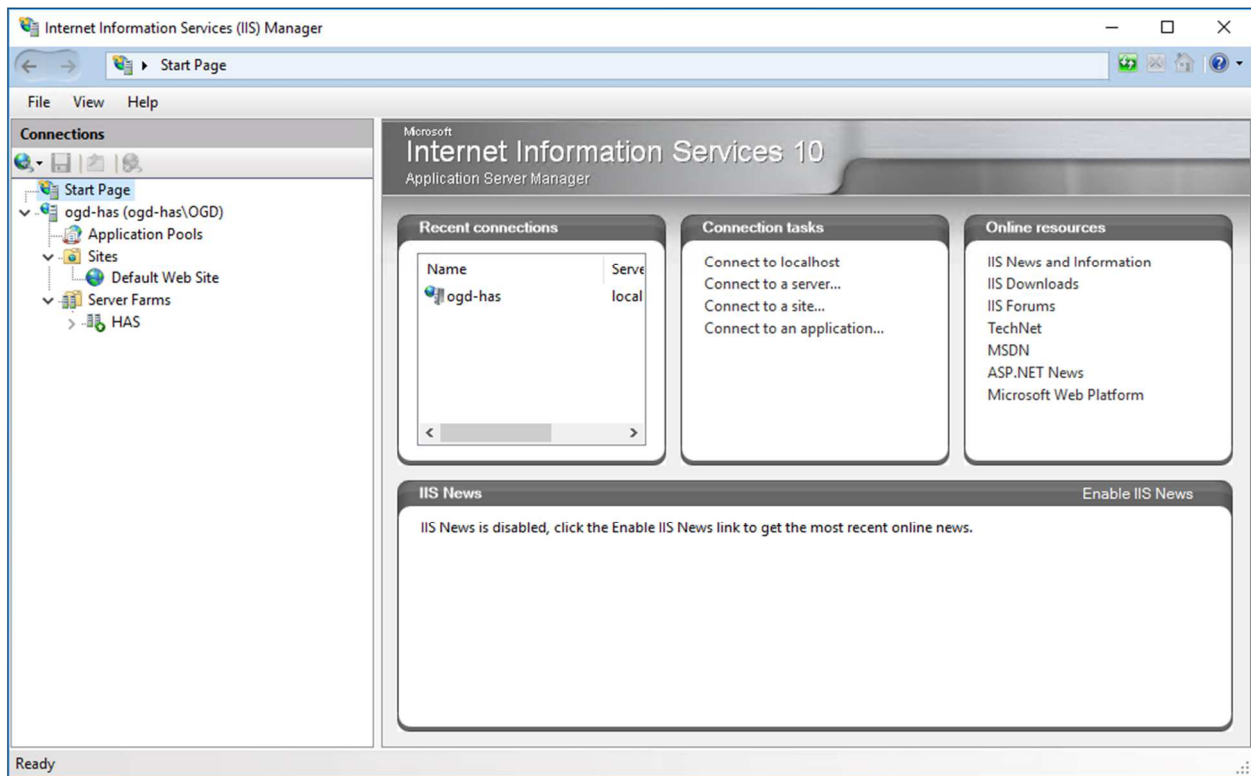 Internet Information Services (IIS) Manager
Start Page
File View Help
Connections
Start Page
ogd-has (ogd-has\OGD)
Application Pools
Sites
Default Web Site
Server Farms
HAS
Microsoft
Internet Information Services 10
Application Server Manager
Recent connections
Name Serve
ogd-has local
Connection tasks
Connect to localhost
Connect to a server...
Connect to a site...
Connect to an application...
Online resources
IIS News and Information
IIS Downloads
IIS Forums
TechNet
MSDN
ASP.NET News
Microsoft Web Platform
IIS News Enable IIS News
IIS News is disabled, click the Enable IIS News link to get the most recent online news.
Ready